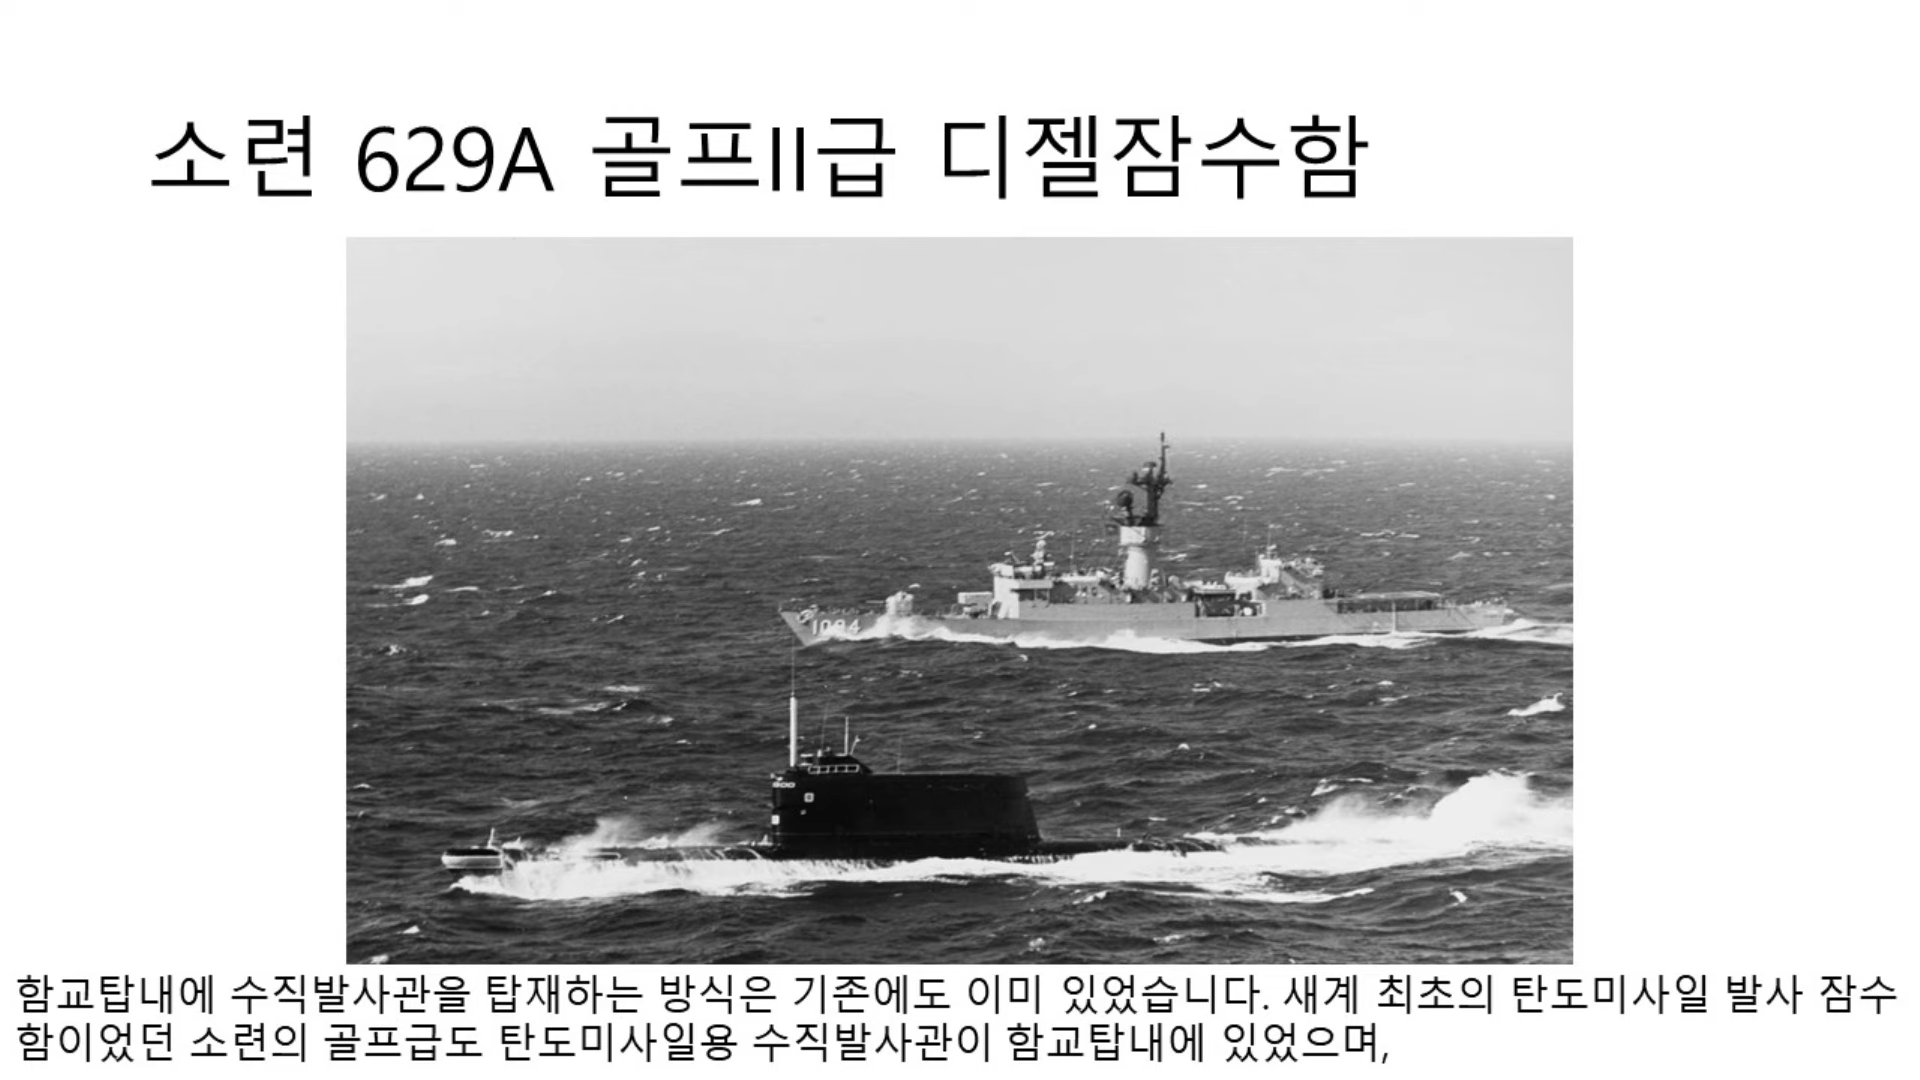 소련 629A 골프II급 디젤잠수함
1094
800
함교탑내에 수직발사관을 탑재하는 방식은 기존에도 이미 있었습니다. 세계 최초의 탄도미사일 발사 잠수
함이었던 소련의 골프급도 탄도미사일용 수직발사관이 함교탑내에 있었으며,